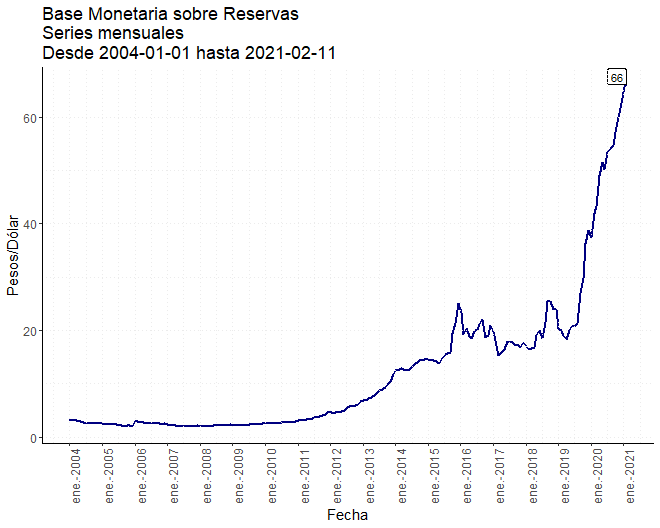 Base Monetaria sobre Reservas
Series mensuales
Desde 2004-01-01 hasta 2021-02-11
66
60
40
20
0
Pesos/Dólar
ene.-2004
ene.-2005
ene.-2006
ene.-2007
ene.-2008
ene.-2009
ene.-2010
ene.-2011
ene.-2012
ene.-2013
ene.-2014
ene.-2015
ene.-2016
ene.-2017
ene.-2018
ene.-2019
ene.-2020
ene.-2021
Fecha